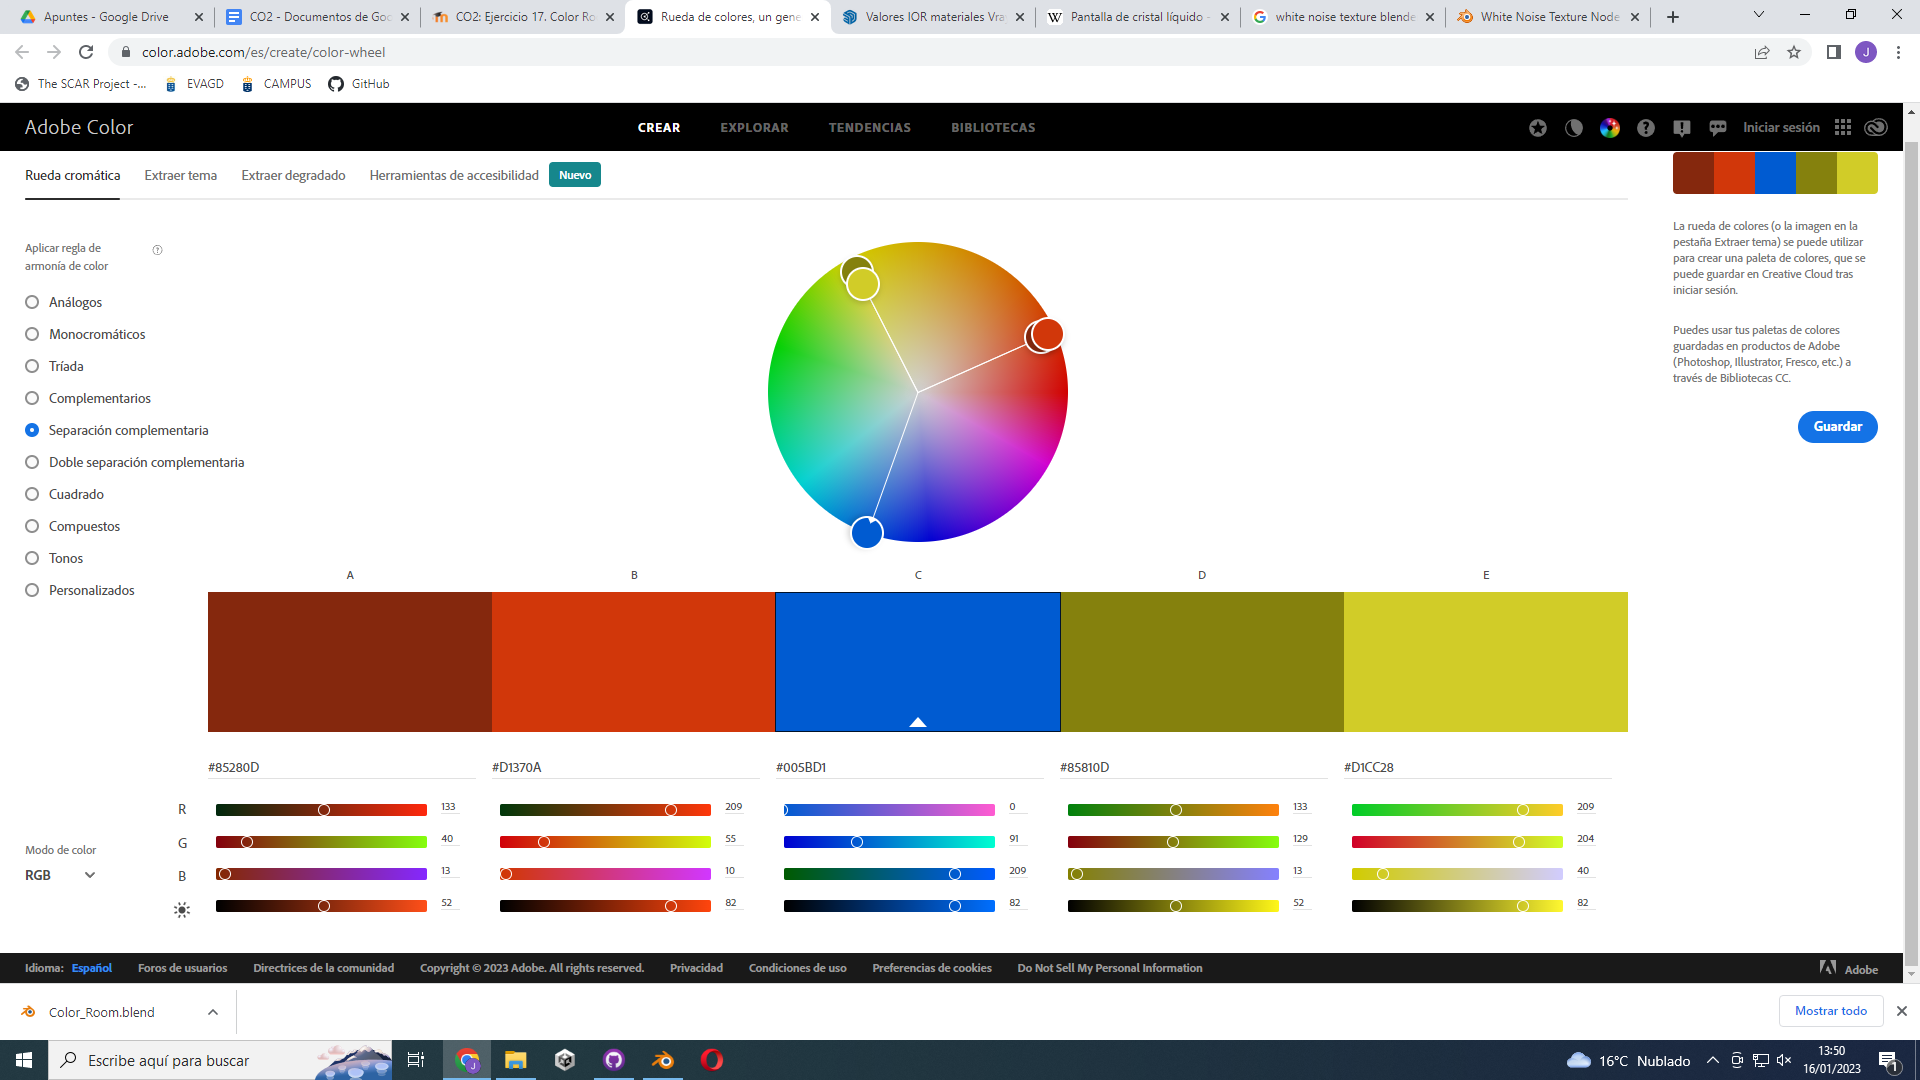 Apuntes - Google Drive
CO2 - Documentos de Goo
CO2: Ejercicio 17. Color Ro
Rueda de colores, un gene
Valores IOR materiales Vra
Pantalla de cristal líquido -
white noise texture blende
White Noise Texture Node
color.adobe.com/es/create/color-wheel
J
The SCAR Project -...
EVAGD
CAMPUS
GitHub
Adobe Color
CREAR
EXPLORAR
TENDENCIAS
BIBLIOTECAS
Iniciar sesión
Rueda cromática
Extraer tema
Extraer degradado
Herramientas de accesibilidad
Nuevo
Aplicar regla de
armonía de color
Análogos
Monocromáticos
Tríada
Complementarios
Separación complementaria
Doble separación complementaria
Cuadrado
Compuestos
Tonos
Personalizados
La rueda de colores (o la imagen en la
pestaña Extraer tema) se puede utilizar
para crear una paleta de colores, que se
puede guardar en Creative Cloud tras
iniciar sesión.
Puedes usar tus paletas de colores
guardadas en productos de Adobe
(Photoshop, Illustrator, Fresco, etc.) a
través de Bibliotecas CC.
Guardar
A B C D E
#85280D #D1370A #005BD1 #85810D #D1CC28
R 133 209 0 133 209
G 40 55 91 129 204
B 13 10 209 13 40
52 82 82 52 82
Modo de color
RGB
Idioma: Español
Foros de usuarios
Directrices de la comunidad
Copyright © 2023 Adobe. All rights reserved.
Privacidad
Condiciones de uso
Preferencias de cookies
Do Not Sell My Personal Information
Adobe
Color_Room.blend
Mostrar todo
Escribe aquí para buscar
16°C Nublado
13:50
16/01/2023
1